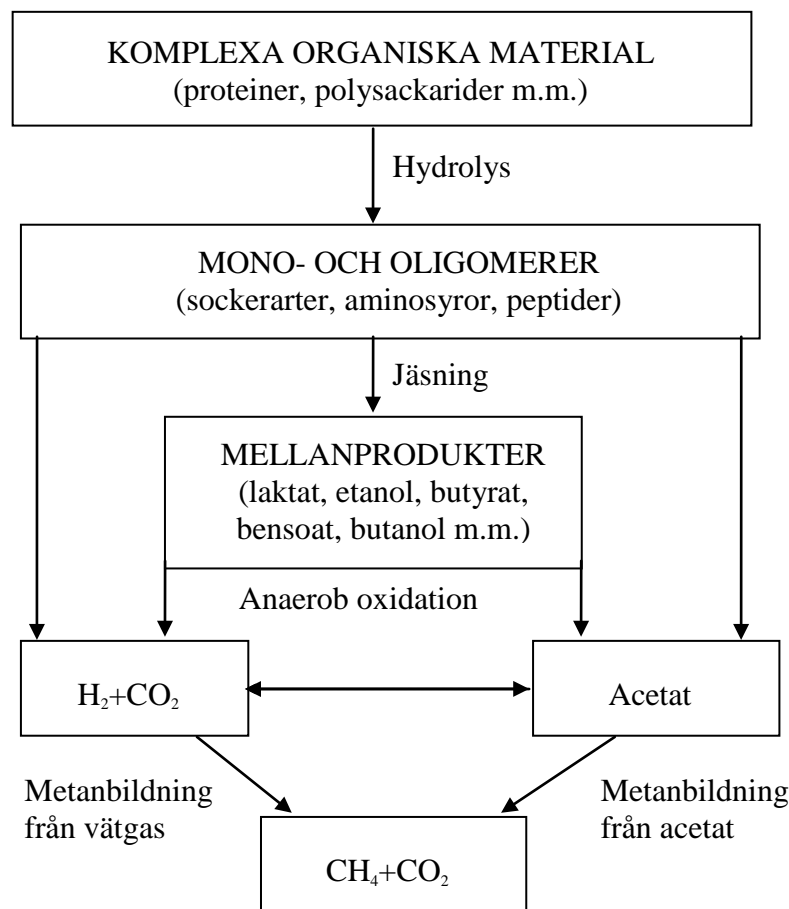 KOMPLEXA ORGANISKA MATERIAL
(proteiner, polysackarider m.m.)
Hydrolys
MONO- OCH OLIGOMERER
(sockerarter, aminosyror, peptider)
Jäsning
MELLANPRODUKTER
(laktat, etanol, butyrat,
bensoat, butanol m.m.)
Anaerob oxidation
H₂+CO₂
Acetat
Metanbildning
från vätgas
Metanbildning
från acetat
CH₄+CO₂